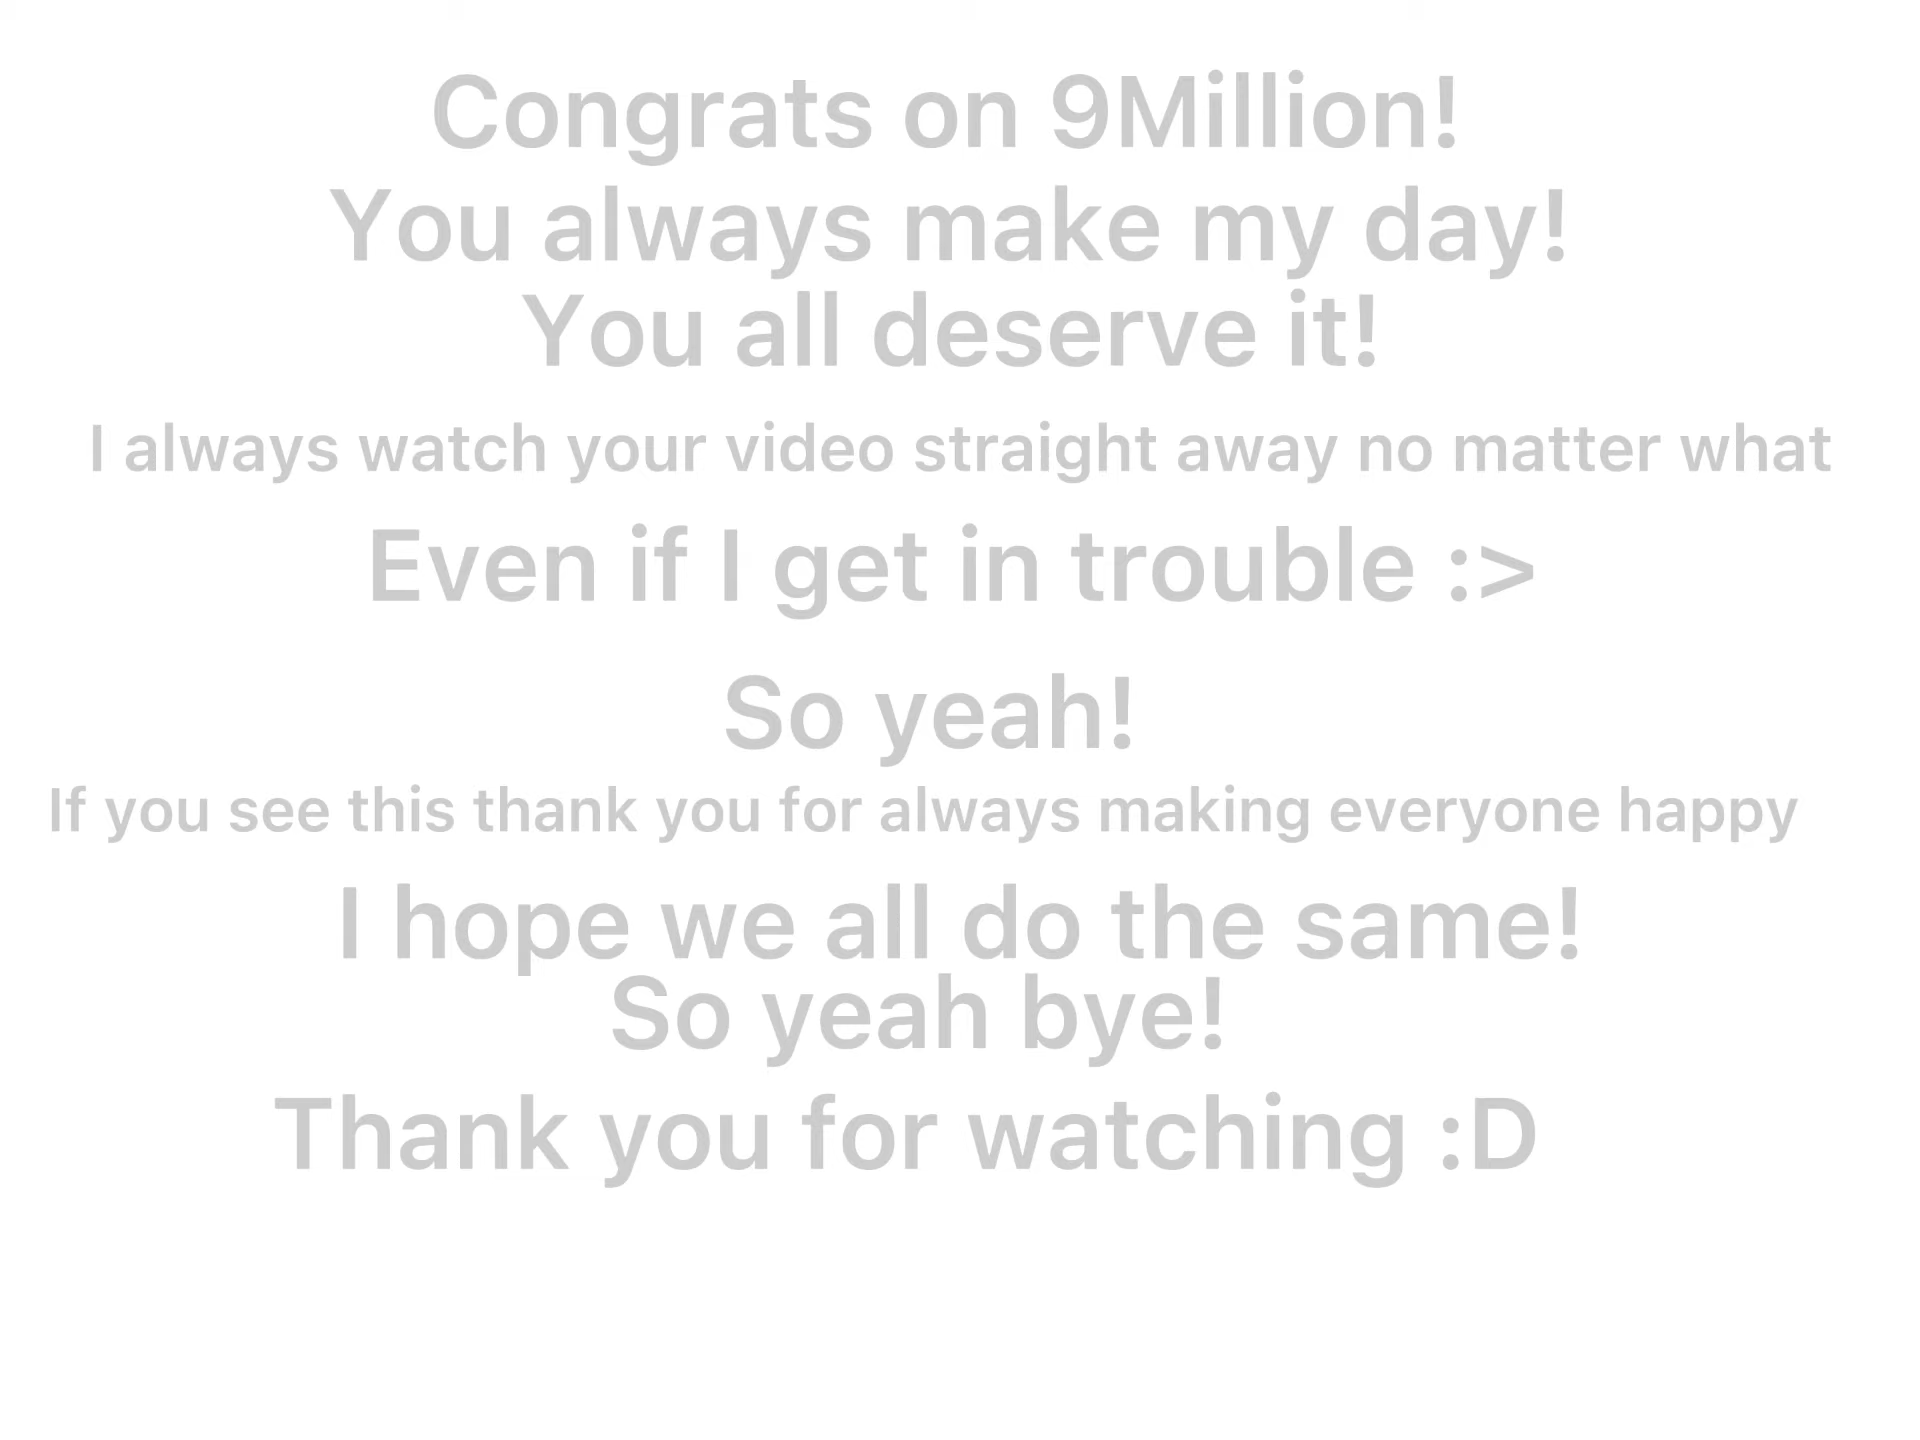 Congrats on 9Million!
You always make my day!
You all deserve it!
I always watch your video straight away no matter what
Even if I get in trouble :>
So yeah!
If you see this thank you for always making everyone happy
I hope we all do the same!
So yeah bye!
Thank you for watching :D